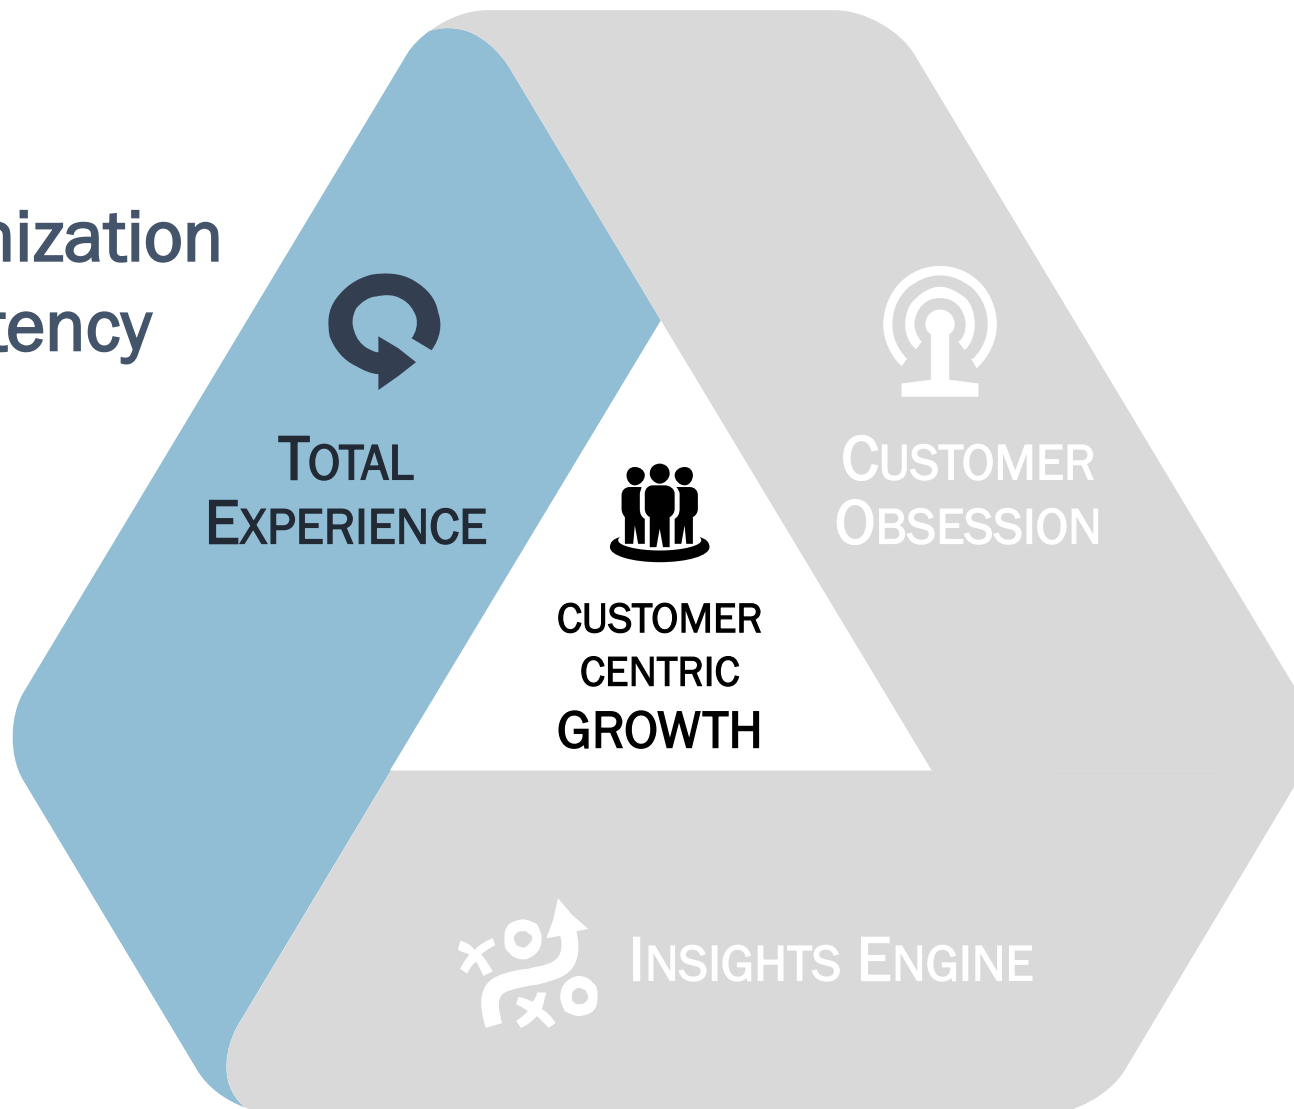 nization
tency
TOTAL
EXPERIENCE
CUSTOMER
OBSESSION
CUSTOMER
CENTRIC
GROWTH
INSIGHTS ENGINE